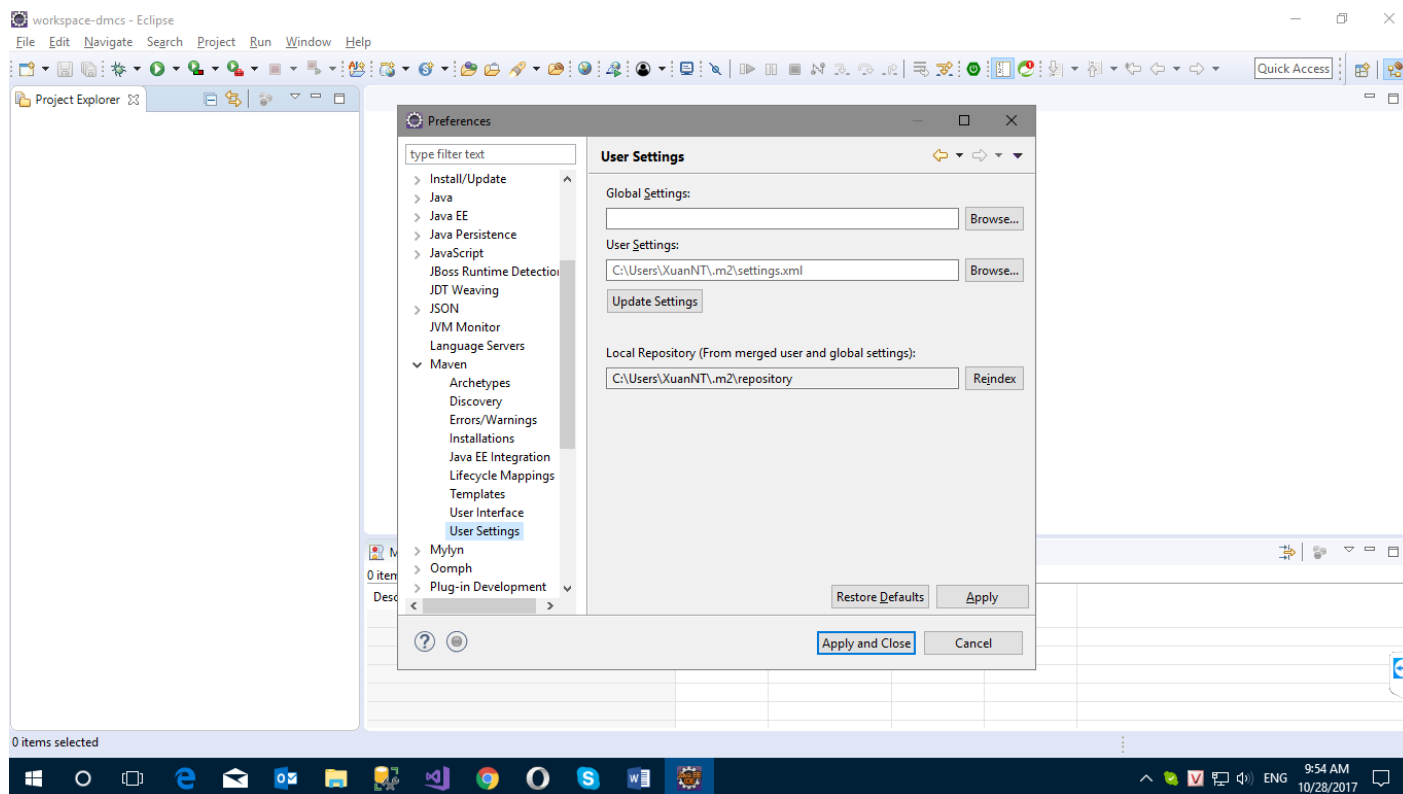 workspace-dmcs - Eclipse
File Edit Navigate Search Project Run Window Help
Quick Access
Project Explorer
Preferences
type filter text
Install/Update
Java
Java EE
Java Persistence
JavaScript
JBoss Runtime Detection
JDT Weaving
JSON
JVM Monitor
Language Servers
Maven
Archetypes
Discovery
Errors/Warnings
Installations
Java EE Integration
Lifecycle Mappings
Templates
User Interface
User Settings
Mylyn
Oomph
Plug-in Development
User Settings
Global Settings:
Browse...
User Settings:
C:\Users\XuanNT\.m2\settings.xml
Browse...
Update Settings
Local Repository (From merged user and global settings):
C:\Users\XuanNT\.m2\repository
Reindex
Restore Defaults Apply
Apply and Close Cancel
M
0 item
Desc
0 items selected
ENG
9:54 AM
10/28/2017